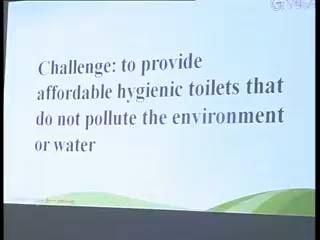 Challenge: to provide
affordable hygienic toilets that
do not pollute the environment
or water